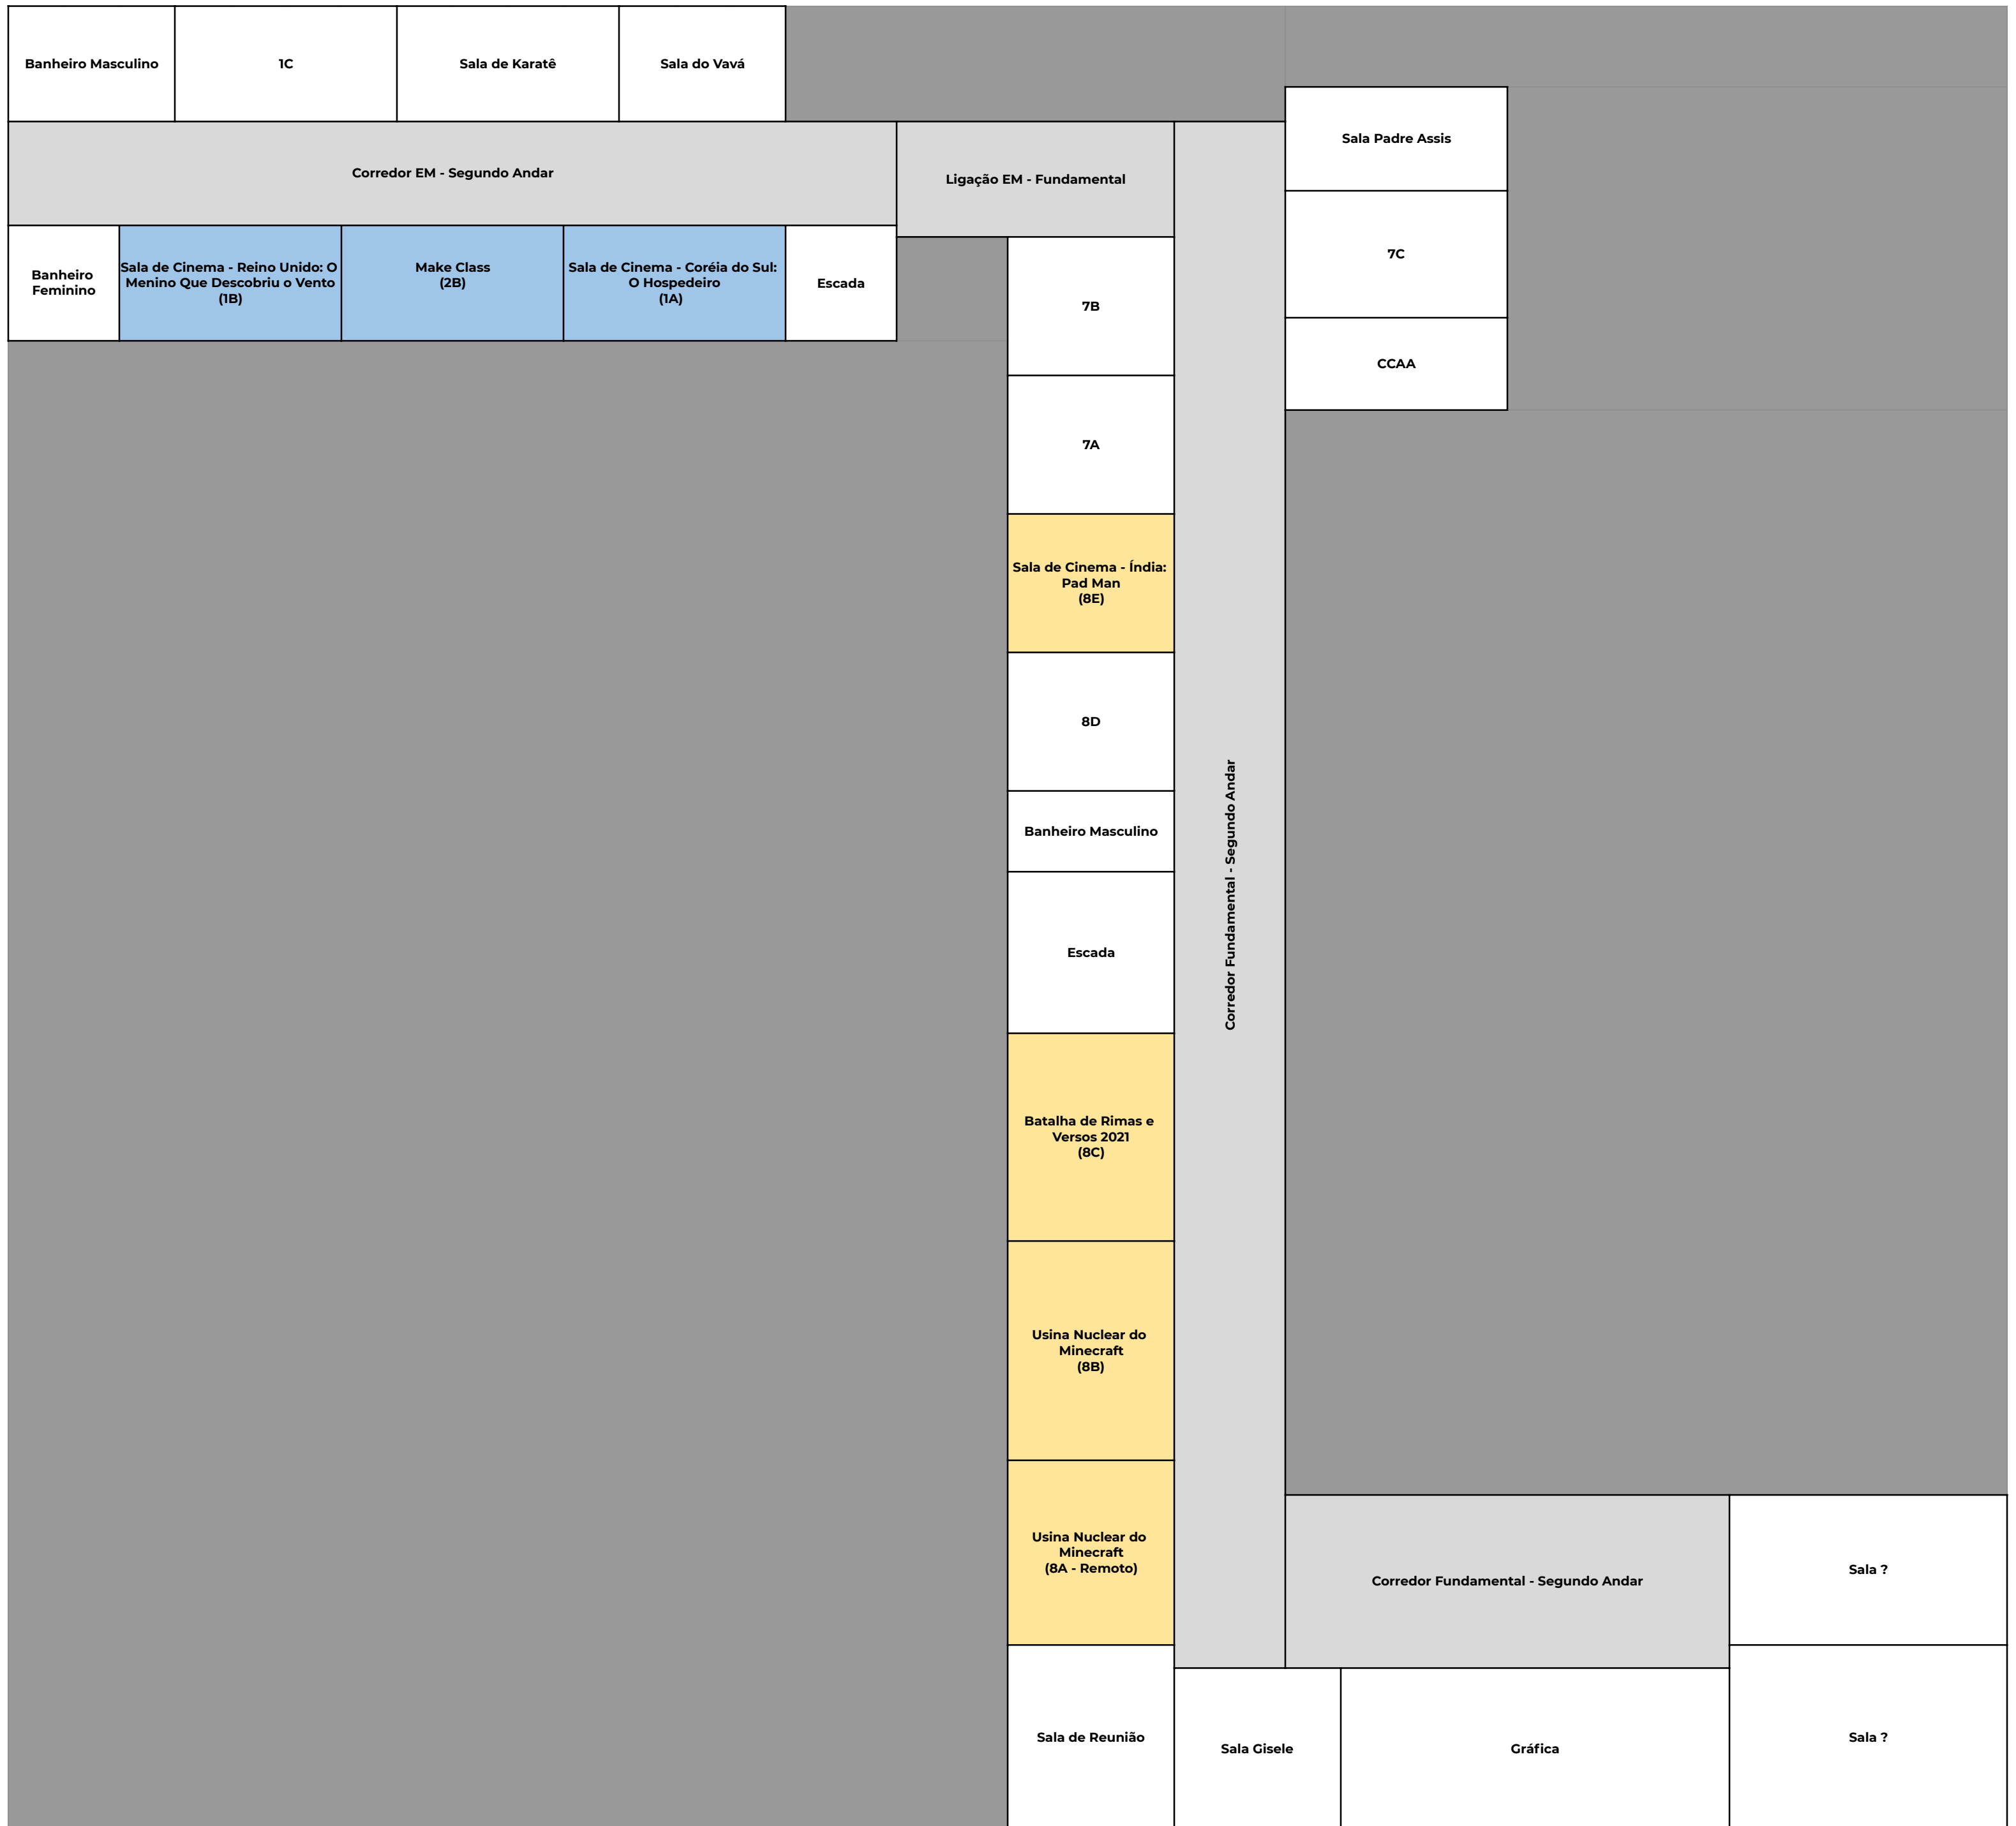 Banheiro Masculino
1C
Sala de Karatê
Sala do Vavá
Sala Padre Assis
Corredor EM - Segundo Andar
Ligação EM - Fundamental
7C
Banheiro
Feminino
Sala de Cinema - Reino Unido: O
Menino Que Descobriu o Vento
(1B)
Make Class
(2B)
Sala de Cinema - Coréia do Sul:
O Hospedeiro
(1A)
Escada
7B
CCAA
7A
Sala de Cinema - Índia:
Pad Man
(8E)
8D
Banheiro Masculino
Escada
Corredor Fundamental - Segundo Andar
Batalha de Rimas e
Versos 2021
(8C)
Usina Nuclear do
Minecraft
(8B)
Usina Nuclear do
Minecraft
(8A - Remoto)
Corredor Fundamental - Segundo Andar
Sala ?
Sala de Reunião
Sala Gisele
Gráfica
Sala ?